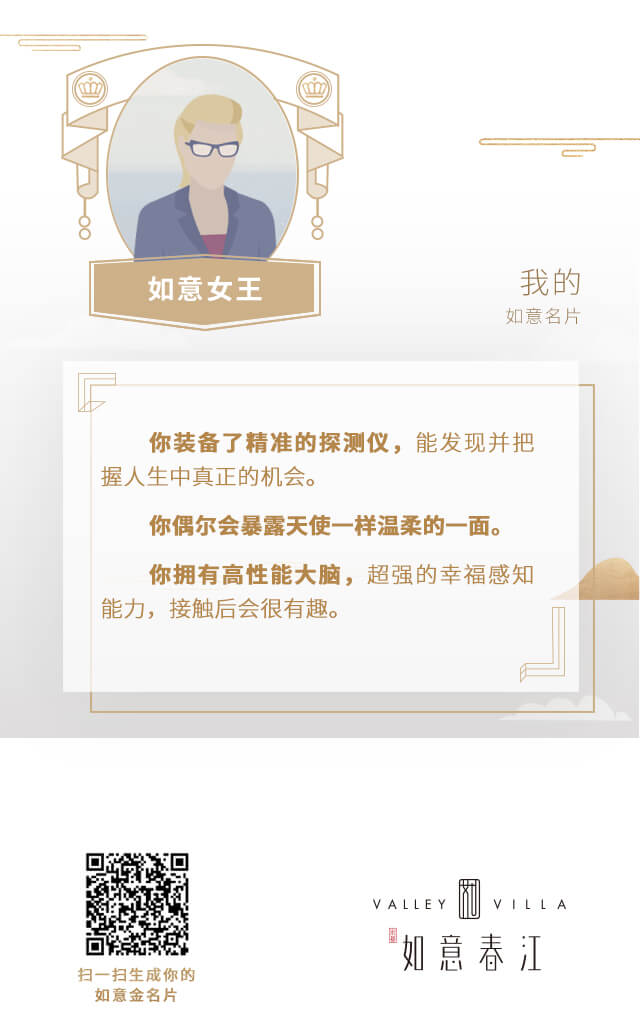 如意女王
我的
如意名片
你装备了精准的探测仪，能发现并把
握人生中真正的机会。
你偶尔会暴露天使一样温柔的一面。
你拥有高性能大脑，超强的幸福感知
能力，接触后会很有趣。
扫一扫生成你的
如意金名片
VALLEY VILLA
如意春江